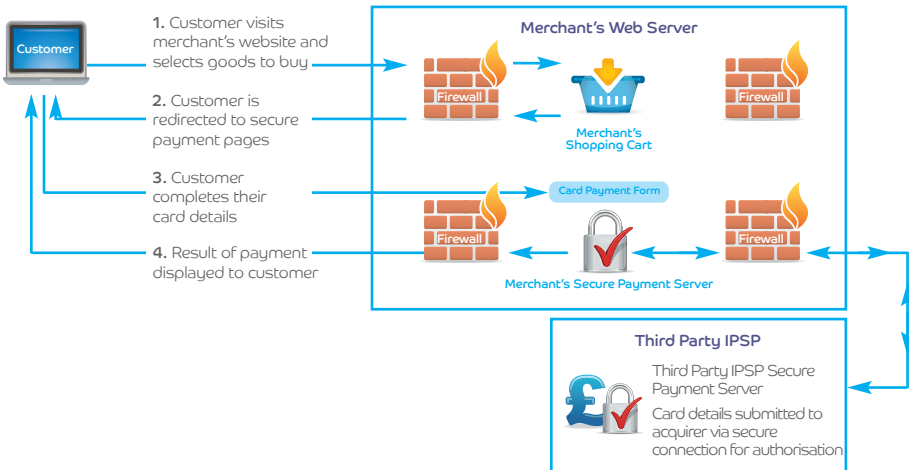 Customer
1. Customer visits
merchant's website and
selects goods to buy
2. Customer is
redirected to secure
payment pages
3. Customer
completes their
card details
4. Result of payment
displayed to customer
Merchant's Web Server
Firewall
Merchant's
Shopping Cart
Firewall
Card Payment Form
Firewall
Merchant's Secure Payment Server
Firewall
Third Party IPSP
Third Party IPSP Secure
Payment Server
Card details submitted to
acquirer via secure
connection for authorisation